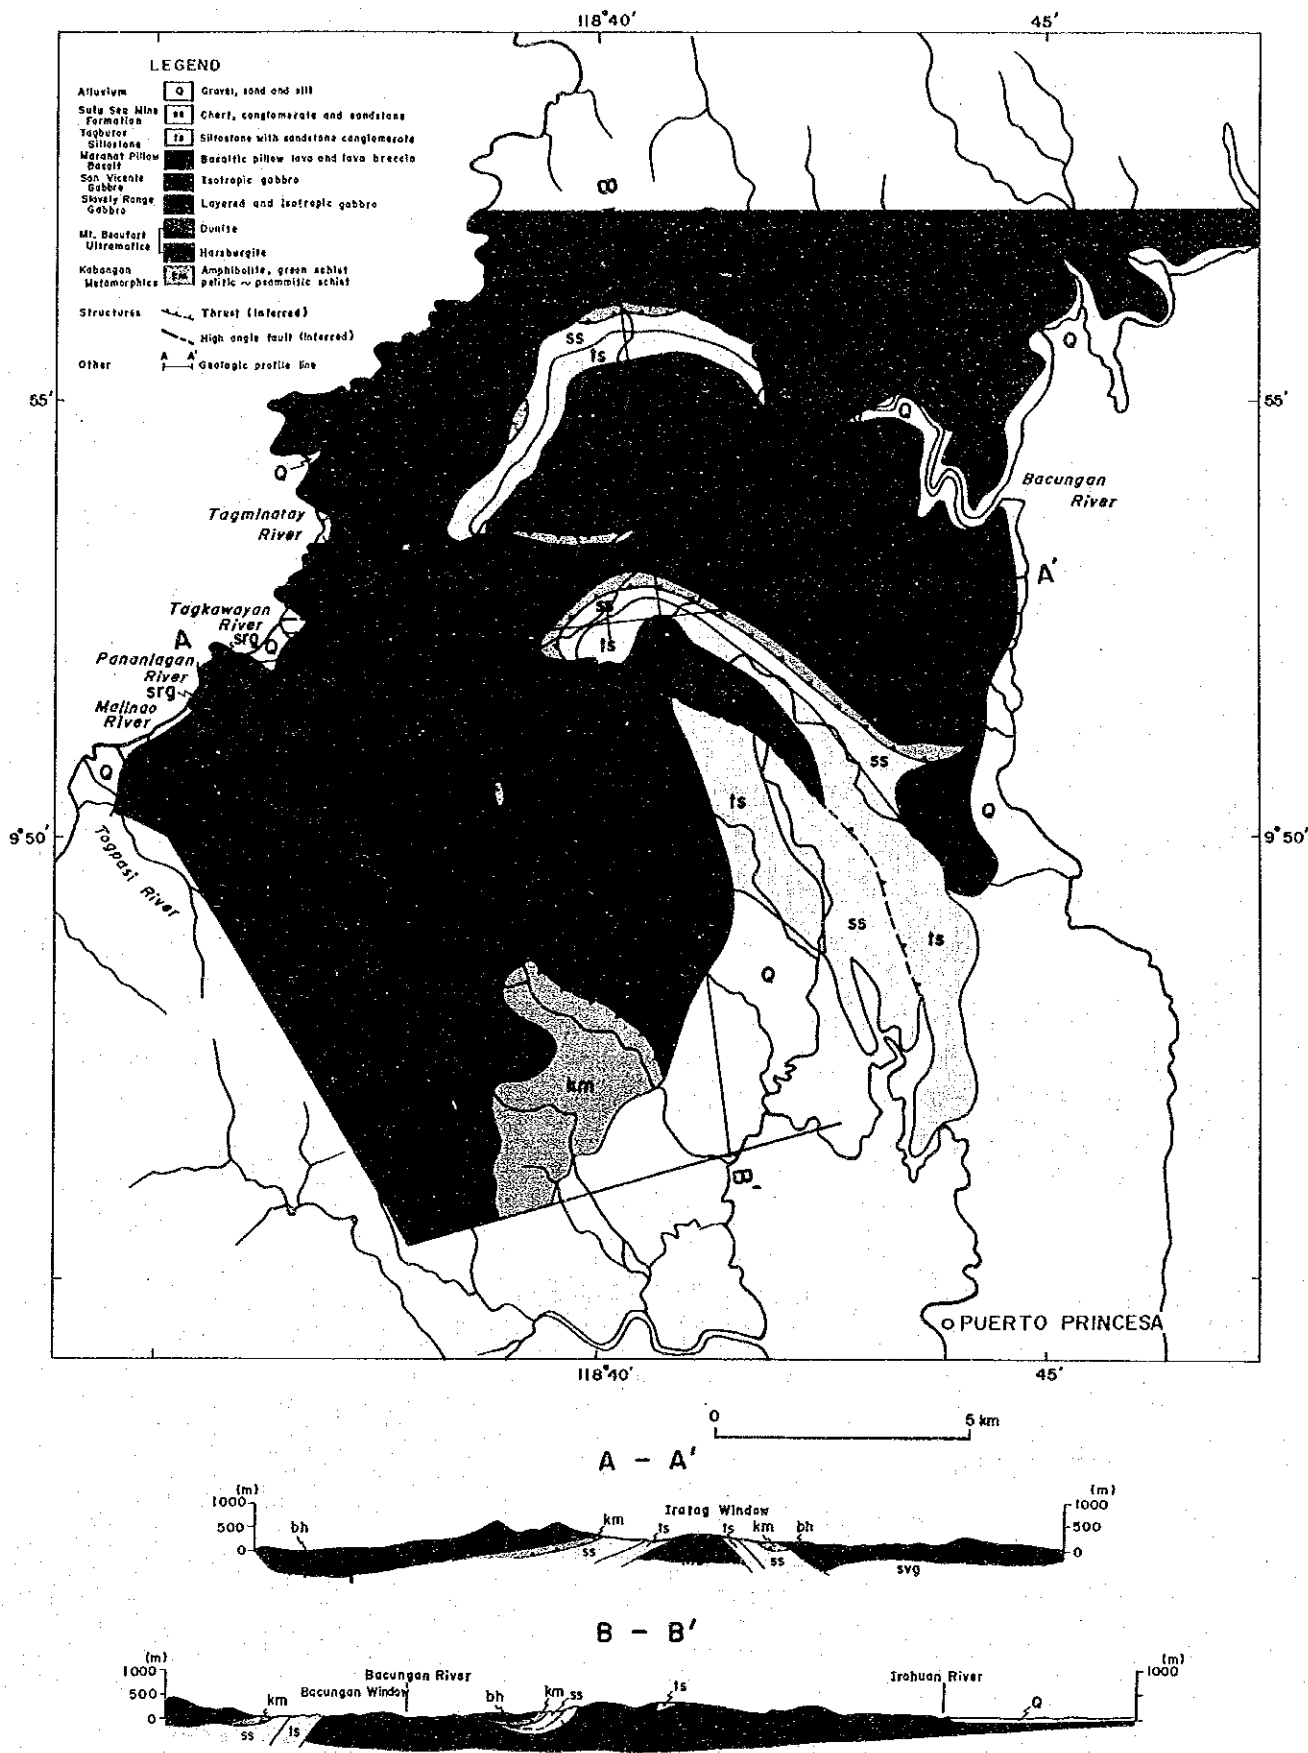 118°40'
45'
LEGEND
Alluvium Q Gravel, sand and silt
Sulu Sea Mine Formation ss Chert, conglomerate and sandstone
Tagburos Siltstone ts Siltostone with sandstone conglomerate
Maranat Pillow Basalt Basaltic pillow lava and lava breccia
San Vicente Gabbro Isotropic gabbro
Stavely Range Gabbro Layered and Isotropic gabbro
Mt. Beaufort Ultramafics Dunite
Harzburgite
Kabangan Metamorphics km Amphibolite, green schist
pelitic ~ psammitic schist
Structures Thrust (Inferred)
High angle fault (Inferred)
Other A A' Geologic profile line
B
ss
ts
Q
55'
55'
Q
Q
Bacungan
River
Tagminatay
River
A'
Tagkawayan
River
A
srg
Q
ss
ts
Pananlagan
River
srg
Malinao
River
Q
ss
ts
Q
9°50'
9°50'
Tagpasi River
ss
ts
Q
km
B'
PUERTO PRINCESA
118°40'
45'
0
5 km
A - A'
(m)
1000
500
0
bh
km
ss
Iratag Window
ts
ts
km
bh
ss
svg
(m)
1000
500
0
B - B'
(m)
1000
500
0
km
ss
ts
Bacungan River
Bacungan Window
bh
km
ss
ts
Irahuan River
Q
(m)
1000